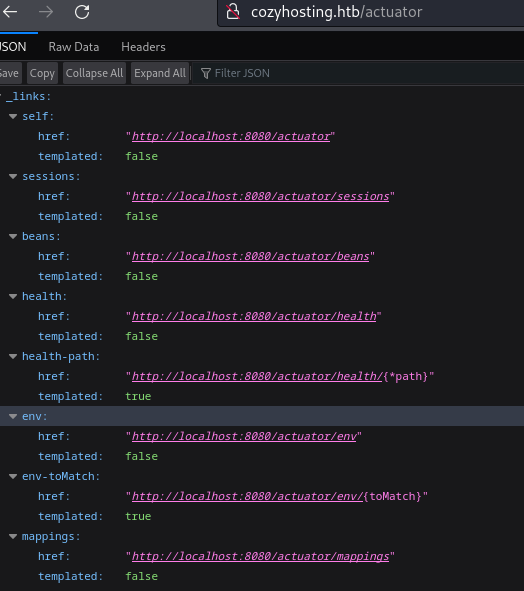 cozyhosting.htb/actuator
JSON Raw Data Headers
Save Copy Collapse All Expand All Filter JSON
_links:
self:
href: "http://localhost:8080/actuator"
templated: false
sessions:
href: "http://localhost:8080/actuator/sessions"
templated: false
beans:
href: "http://localhost:8080/actuator/beans"
templated: false
health:
href: "http://localhost:8080/actuator/health"
templated: false
health-path:
href: "http://localhost:8080/actuator/health/{*path}"
templated: true
env:
href: "http://localhost:8080/actuator/env"
templated: false
env-toMatch:
href: "http://localhost:8080/actuator/env/{toMatch}"
templated: true
mappings:
href: "http://localhost:8080/actuator/mappings"
templated: false